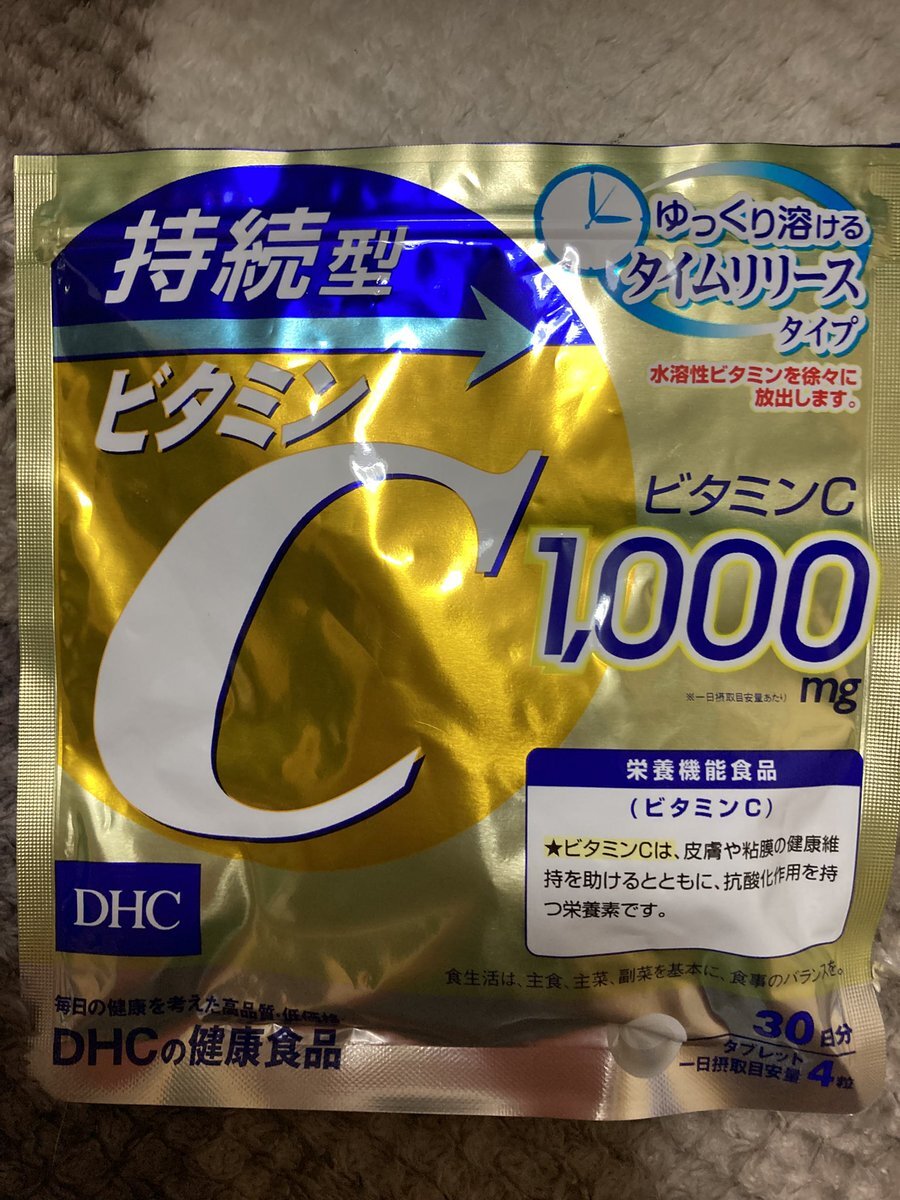 持続型
ビタミン
C
ゆっくり溶ける
タイムリリース
タイプ
水溶性ビタミンを徐々に
放出します。
ビタミンC
1,000
mg
※一日摂取目安量あたり
栄養機能食品
(ビタミンC)
★ビタミンCは、皮膚や粘膜の健康維
持を助けるとともに、抗酸化作用を持
つ栄養素です。
DHC
食生活は、主食、主菜、副菜を基本に、食事のバランスを。
毎日の健康を考えた高品質・低価格
DHCの健康食品
30日分
タブレット
一日摂取目安量 4粒